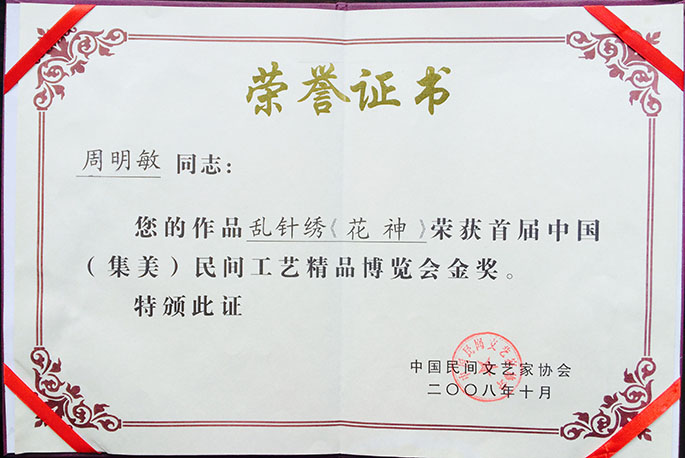 荣誉证书
周明敏 同志：
您的作品乱针绣《花神》荣获首届中国
（集美）民间工艺精品博览会金奖。
特颁此证
中国民间文艺家协会
二〇〇八年十月